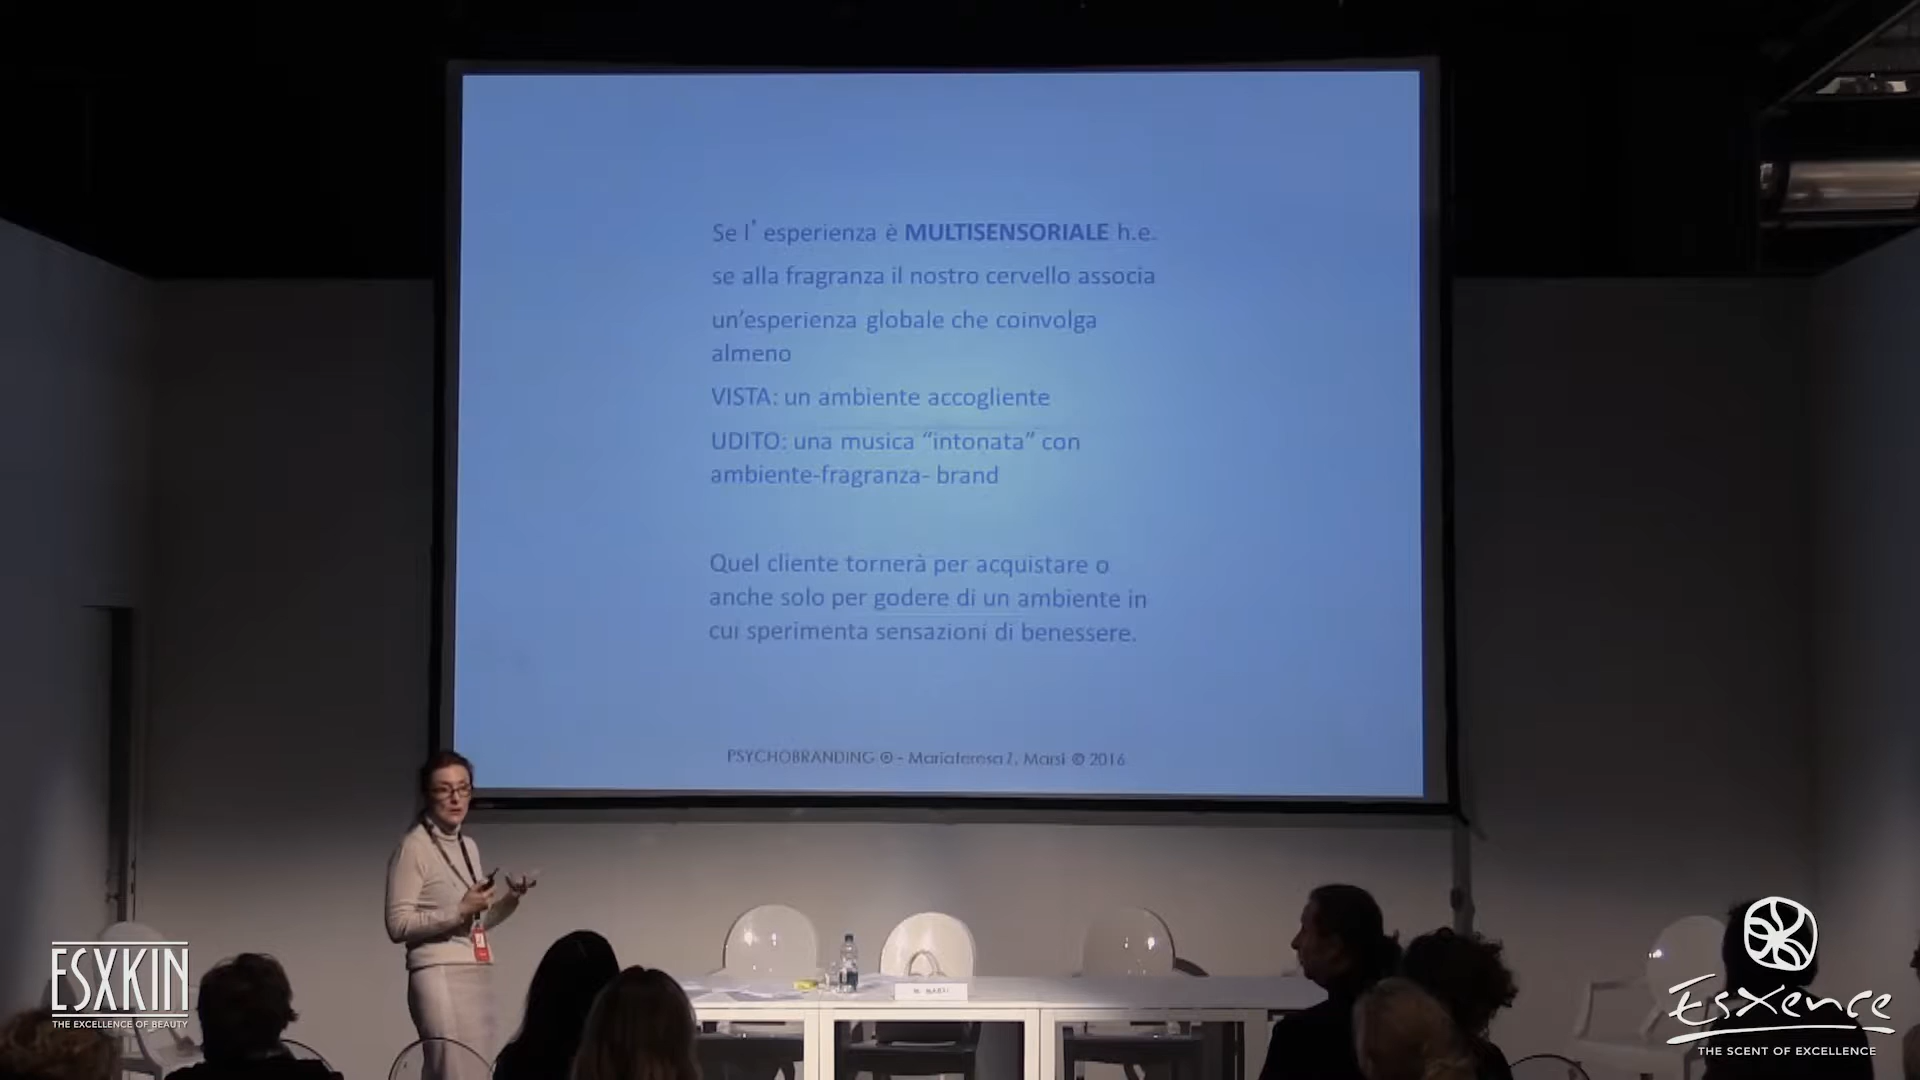 Se l' esperienza è MULTISENSORIALE h.e.
se alla fragranza il nostro cervello associa
un'esperienza globale che coinvolga
almeno
VISTA: un ambiente accogliente
UDITO: una musica "intonata" con
ambiente-fragranza- brand
Quel cliente tornerà per acquistare o
anche solo per godere di un ambiente in
cui sperimenta sensazioni di benessere.
PSYCHOBRANDING ® - Mariateresa Z. Marsi © 2016
ESXKIN
THE EXCELLENCE OF BEAUTY
EsXence
THE SCENT OF EXCELLENCE